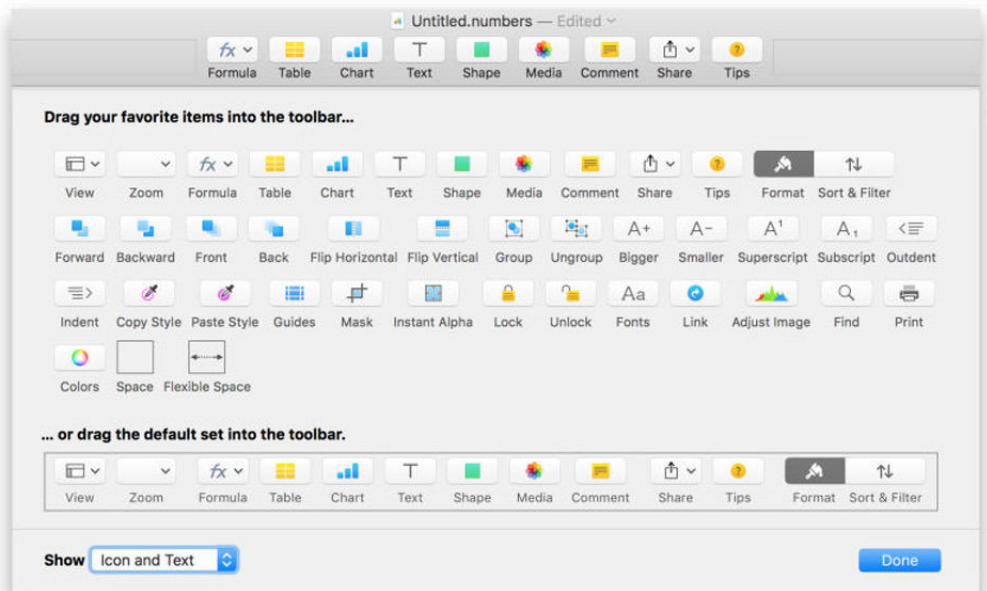 Untitled.numbers — Edited
Formula Table Chart Text Shape Media Comment Share Tips
Drag your favorite items into the toolbar...
View Zoom Formula Table Chart Text Shape Media Comment Share Tips Format Sort & Filter
Forward Backward Front Back Flip Horizontal Flip Vertical Group Ungroup Bigger Smaller Superscript Subscript Outdent
Indent Copy Style Paste Style Guides Mask Instant Alpha Lock Unlock Fonts Link Adjust Image Find Print
Colors Space Flexible Space
... or drag the default set into the toolbar.
View Zoom Formula Table Chart Text Shape Media Comment Share Tips Format Sort & Filter
Show Icon and Text Done